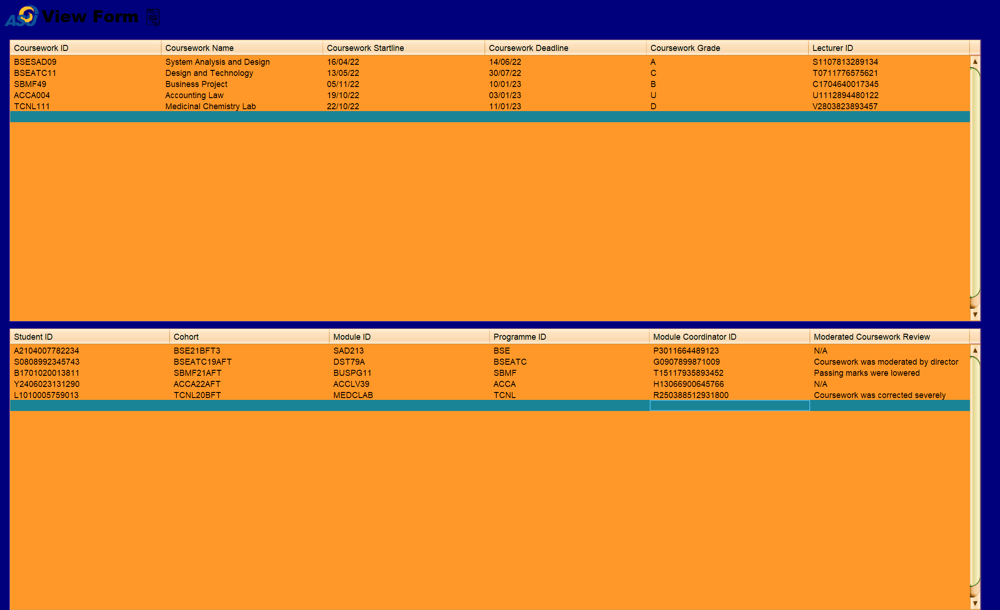 ASU View Form
Coursework ID Coursework Name Coursework Startline Coursework Deadline Coursework Grade Lecturer ID
BSESAD09 System Analysis and Design 16/04/22 14/06/22 A S1107813289134
BSEATC11 Design and Technology 13/05/22 30/07/22 C T0711776575621
SBMF49 Business Project 05/11/22 10/01/23 B C1704640017345
ACCA004 Accounting Law 19/10/22 03/01/23 U U1112894480122
TCNL111 Medicinal Chemistry Lab 22/10/22 11/01/23 D V2803823893457
Student ID Cohort Module ID Programme ID Module Coordinator ID Moderated Coursework Review
A2104007782234 BSE21BFT3 SAD213 BSE P3011664489123 N/A
S0808992345743 BSEATC19AFT DST79A BSEATC G0907899871009 Coursework was moderated by director
B1701020013811 SBMF21AFT BUSPG11 SBMF T15117935893452 Passing marks were lowered
Y2406023131290 ACCA22AFT ACCLV39 ACCA H13066900645766 N/A
L1010005759013 TCNL20BFT MEDCLAB TCNL R250388512931800 Coursework was corrected severely